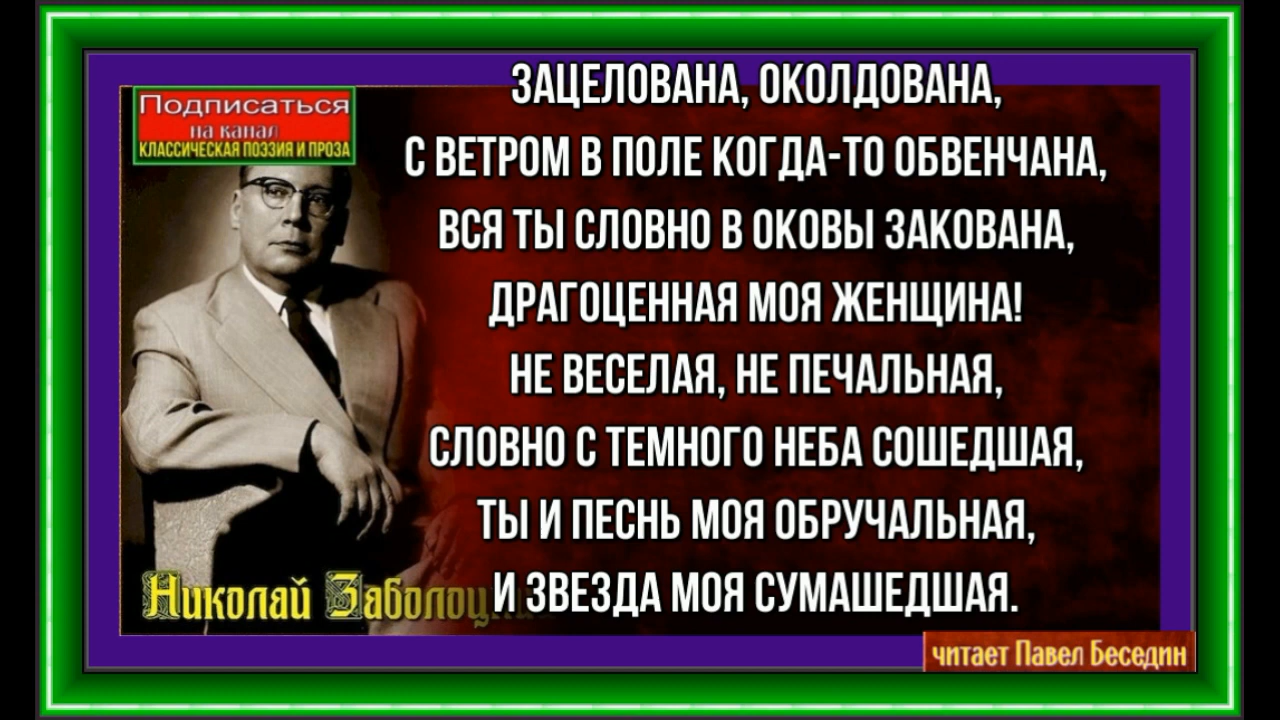 Подписаться
на канал
КЛАССИЧЕСКАЯ ПОЭЗИЯ И ПРОЗА
ЗАЦЕЛОВАНА, ОКОЛДОВАНА,
С ВЕТРОМ В ПОЛЕ КОГДА-ТО ОБВЕНЧАНА,
ВСЯ ТЫ СЛОВНО В ОКОВЫ ЗАКОВАНА,
ДРАГОЦЕННАЯ МОЯ ЖЕНЩИНА!
НЕ ВЕСЕЛАЯ, НЕ ПЕЧАЛЬНАЯ,
СЛОВНО С ТЕМНОГО НЕБА СОШЕДШАЯ,
ТЫ И ПЕСНЬ МОЯ ОБРУЧАЛЬНАЯ,
И ЗВЕЗДА МОЯ СУМАШЕДШАЯ.
Николай
читает Павел Беседин